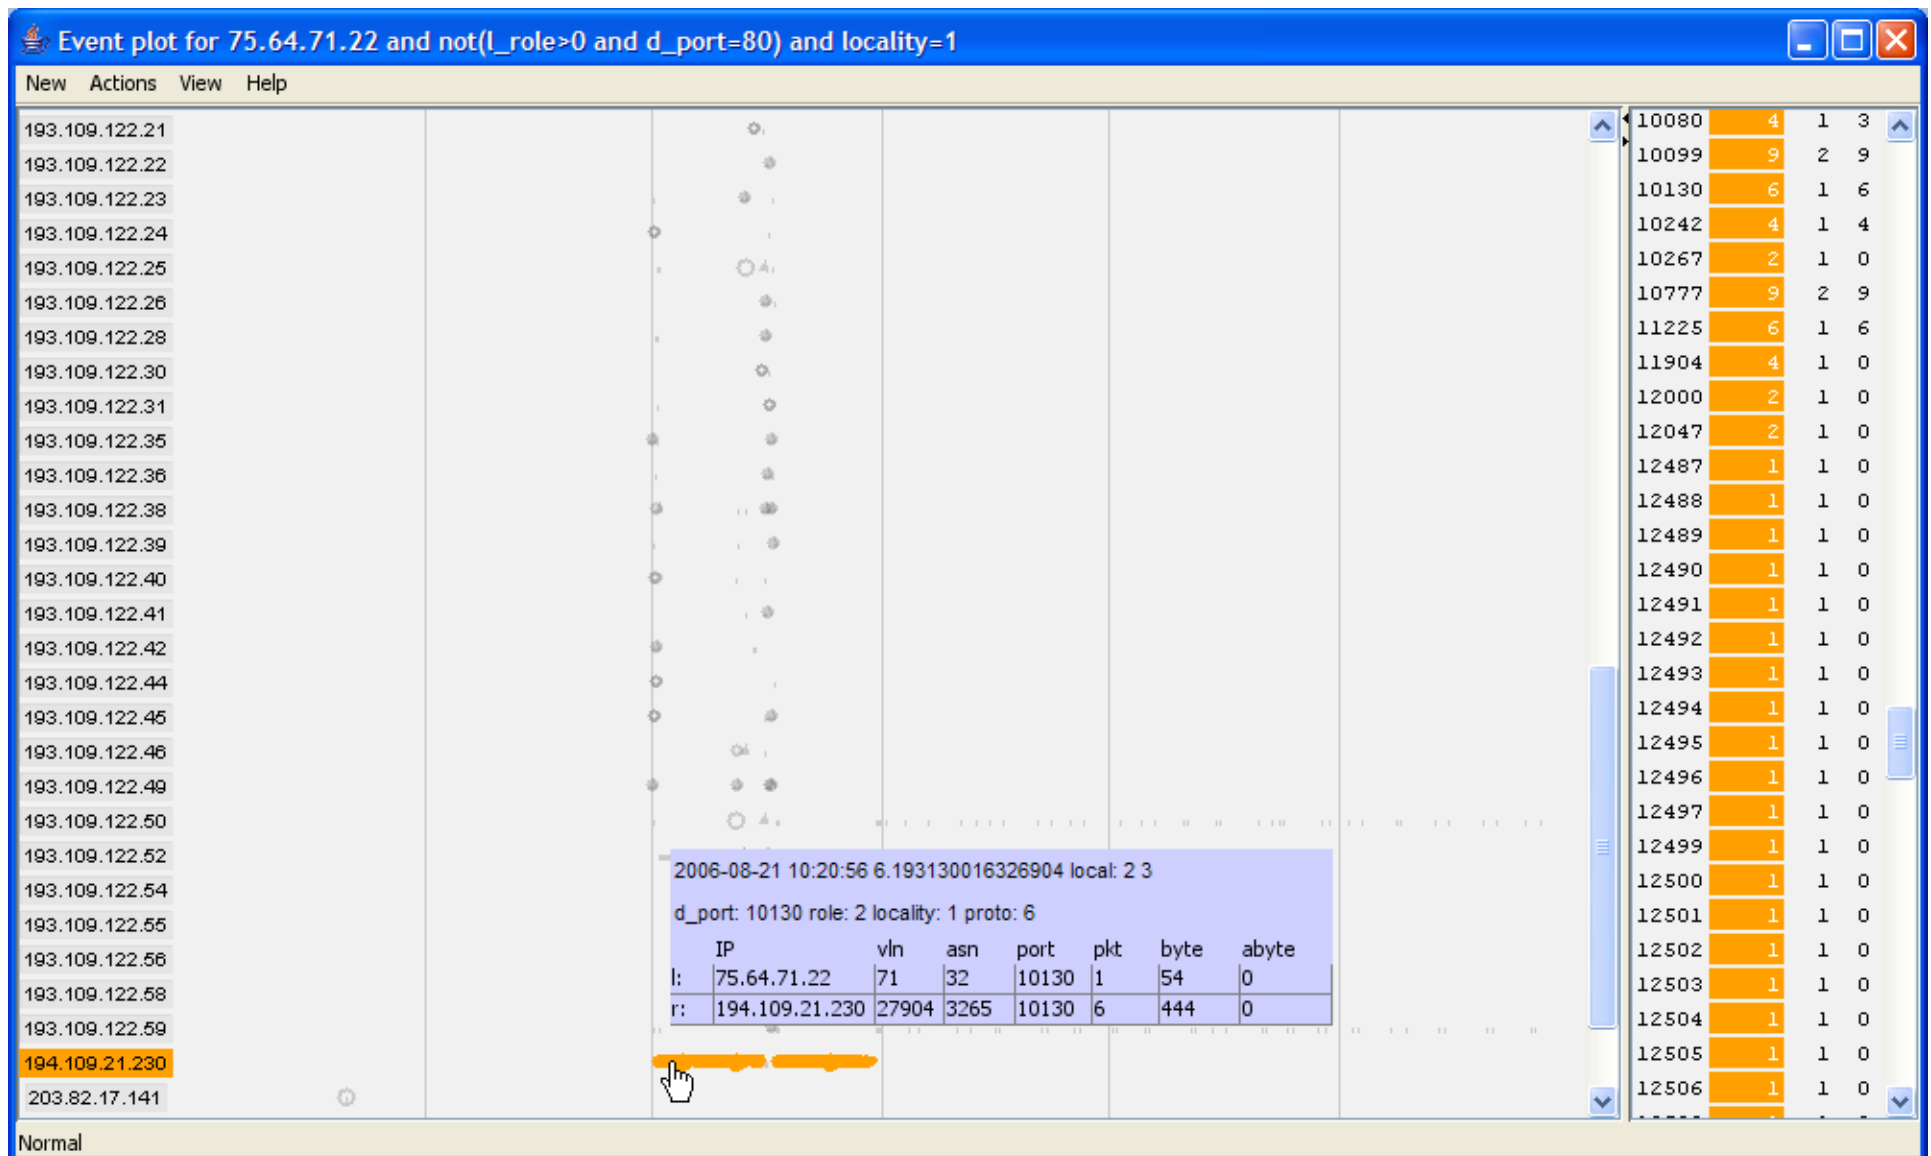 Event plot for 75.64.71.22 and not(l_role>0 and d_port=80) and locality=1
New Actions View Help
193.109.122.21
193.109.122.22
193.109.122.23
193.109.122.24
193.109.122.25
193.109.122.26
193.109.122.28
193.109.122.30
193.109.122.31
193.109.122.35
193.109.122.36
193.109.122.38
193.109.122.39
193.109.122.40
193.109.122.41
193.109.122.42
193.109.122.44
193.109.122.45
193.109.122.46
193.109.122.49
193.109.122.50
193.109.122.52
193.109.122.54
193.109.122.55
193.109.122.56
193.109.122.58
193.109.122.59
194.109.21.230
203.82.17.141
2006-08-21 10:20:56 6.193130016326904 local: 2 3
d_port: 10130 role: 2 locality: 1 proto: 6
IP vln asn port pkt byte abyte
l: 75.64.71.22 71 32 10130 1 54 0
r: 194.109.21.230 27904 3265 10130 6 444 0
10080 4 1 3
10099 9 2 9
10130 6 1 6
10242 4 1 4
10267 2 1 0
10777 9 2 9
11225 6 1 6
11904 4 1 0
12000 2 1 0
12047 2 1 0
12487 1 1 0
12488 1 1 0
12489 1 1 0
12490 1 1 0
12491 1 1 0
12492 1 1 0
12493 1 1 0
12494 1 1 0
12495 1 1 0
12496 1 1 0
12497 1 1 0
12499 1 1 0
12500 1 1 0
12501 1 1 0
12502 1 1 0
12503 1 1 0
12504 1 1 0
12505 1 1 0
12506 1 1 0
Normal